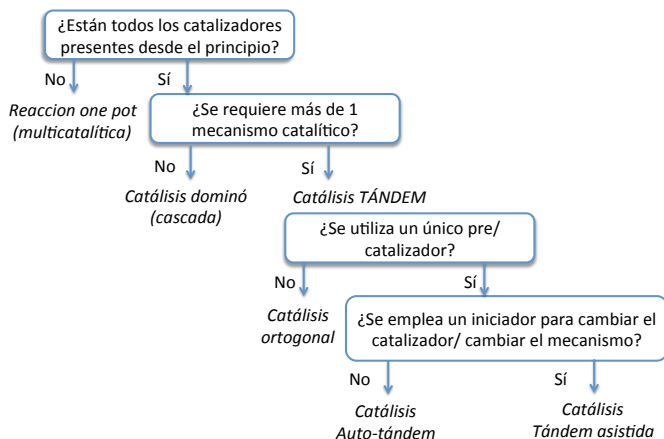 ¿Están todos los catalizadores
presentes desde el principio?
No
Sí
Reaccion one pot
(multicatalítica)
¿Se requiere más de 1
mecanismo catalítico?
No
Sí
Catálisis dominó
(cascada)
Catálisis TÁNDEM
¿Se utiliza un único pre/
catalizador?
No
Sí
Catálisis
ortogonal
¿Se emplea un iniciador para cambiar el
catalizador/ cambiar el mecanismo?
No
Sí
Catálisis
Auto-tándem
Catálisis
Tándem asistida